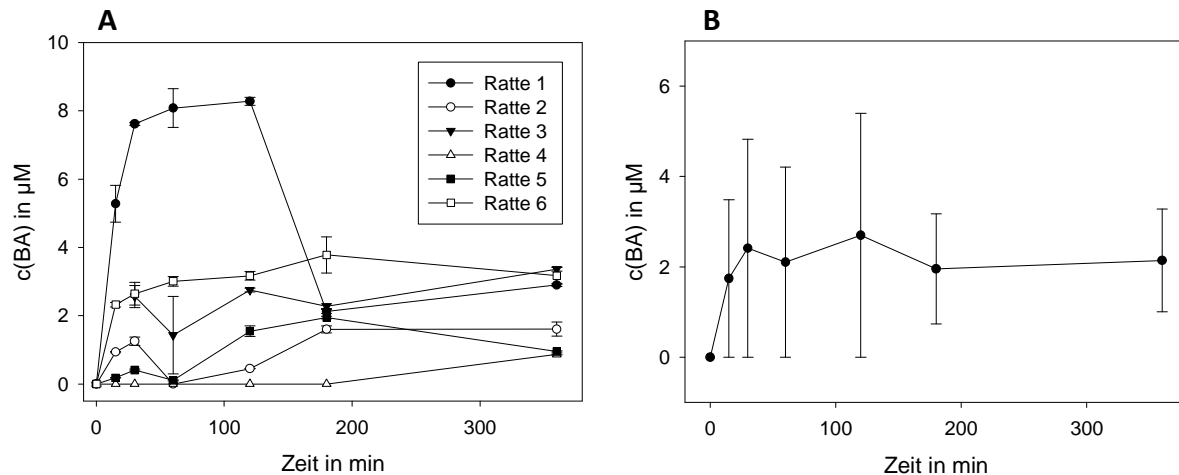 A
10
8
6
4
2
0
c(BA) in µM
0
100
200
300
Zeit in min
Ratte 1
Ratte 2
Ratte 3
Ratte 4
Ratte 5
Ratte 6
B
6
4
2
0
c(BA) in µM
0
100
200
300
Zeit in min